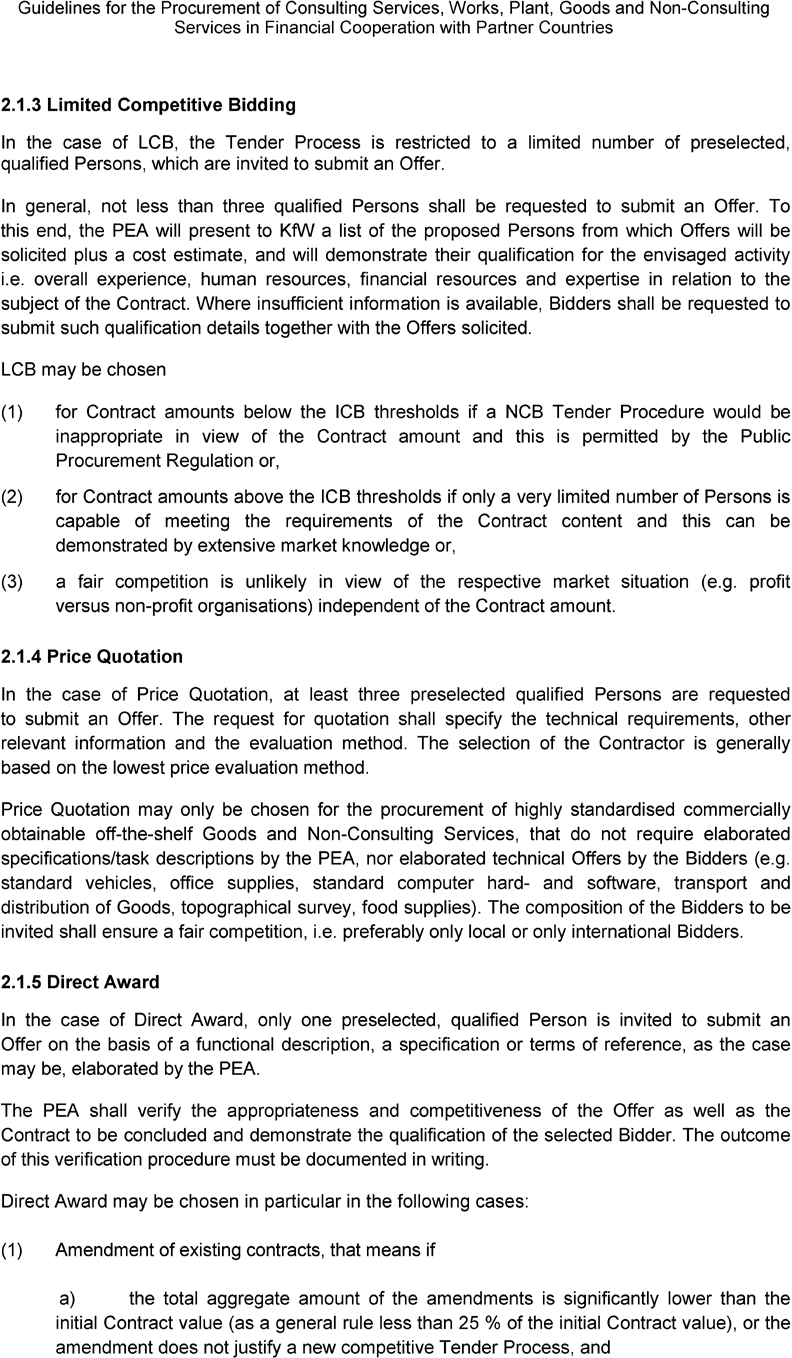 Guidelines for the Procurement of Consulting Services, Works, Plant, Goods and Non-Consulting
Services in Financial Cooperation with Partner Countries
2.1.3 Limited Competitive Bidding
In the case of LCB, the Tender Process is restricted to a limited number of preselected,
qualified Persons, which are invited to submit an Offer.
In general, not less than three qualified Persons shall be requested to submit an Offer. To
this end, the PEA will present to KfW a list of the proposed Persons from which Offers will be
solicited plus a cost estimate, and will demonstrate their qualification for the envisaged activity
i.e. overall experience, human resources, financial resources and expertise in relation to the
subject of the Contract. Where insufficient information is available, Bidders shall be requested to
submit such qualification details together with the Offers solicited.
LCB may be chosen
(1) for Contract amounts below the ICB thresholds if a NCB Tender Procedure would be
inappropriate in view of the Contract amount and this is permitted by the Public
Procurement Regulation or,
(2) for Contract amounts above the ICB thresholds if only a very limited number of Persons is
capable of meeting the requirements of the Contract content and this can be
demonstrated by extensive market knowledge or,
(3) a fair competition is unlikely in view of the respective market situation (e.g. profit
versus non-profit organisations) independent of the Contract amount.
2.1.4 Price Quotation
In the case of Price Quotation, at least three preselected qualified Persons are requested
to submit an Offer. The request for quotation shall specify the technical requirements, other
relevant information and the evaluation method. The selection of the Contractor is generally
based on the lowest price evaluation method.
Price Quotation may only be chosen for the procurement of highly standardised commercially
obtainable off-the-shelf Goods and Non-Consulting Services, that do not require elaborated
specifications/task descriptions by the PEA, nor elaborated technical Offers by the Bidders (e.g.
standard vehicles, office supplies, standard computer hard- and software, transport and
distribution of Goods, topographical survey, food supplies). The composition of the Bidders to be
invited shall ensure a fair competition, i.e. preferably only local or only international Bidders.
2.1.5 Direct Award
In the case of Direct Award, only one preselected, qualified Person is invited to submit an
Offer on the basis of a functional description, a specification or terms of reference, as the case
may be, elaborated by the PEA.
The PEA shall verify the appropriateness and competitiveness of the Offer as well as the
Contract to be concluded and demonstrate the qualification of the selected Bidder. The outcome
of this verification procedure must be documented in writing.
Direct Award may be chosen in particular in the following cases:
(1) Amendment of existing contracts, that means if
a) the total aggregate amount of the amendments is significantly lower than the
initial Contract value (as a general rule less than 25 % of the initial Contract value), or the
amendment does not justify a new competitive Tender Process, and